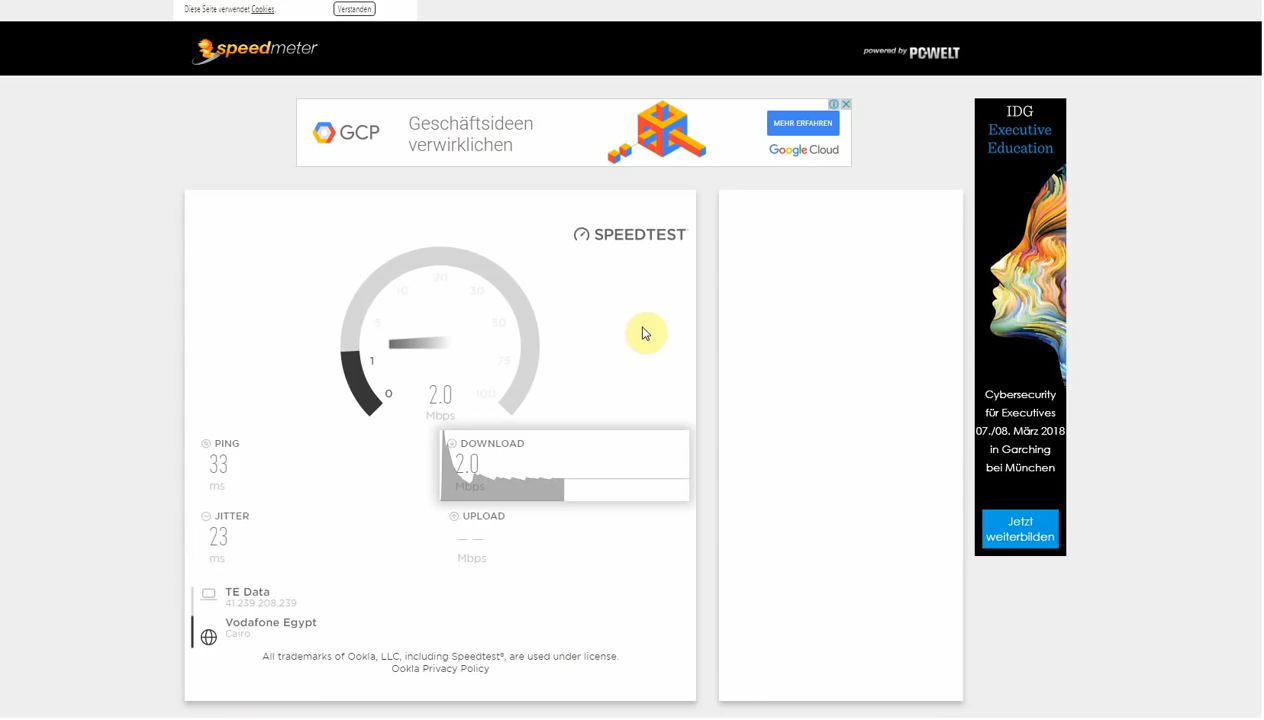 Diese Seite verwendet Cookies.
Verstanden
speedmeter
powered by PCWELT
GCP
Geschäftsideen
verwirklichen
MEHR ERFAHREN
Google Cloud
IDG
Executive
Education
Cybersecurity
für Executives
07./08. März 2018
in Garching
bei München
Jetzt
weiterbilden
SPEEDTEST
20
10
30
5
50
1
75
0
100
2.0
Mbps
PING
33
ms
DOWNLOAD
2.0
Mbps
JITTER
23
ms
UPLOAD
— —
Mbps
TE Data
41.239.208.239
Vodafone Egypt
Cairo
All trademarks of Ookla, LLC, including Speedtest®, are used under license.
Ookla Privacy Policy